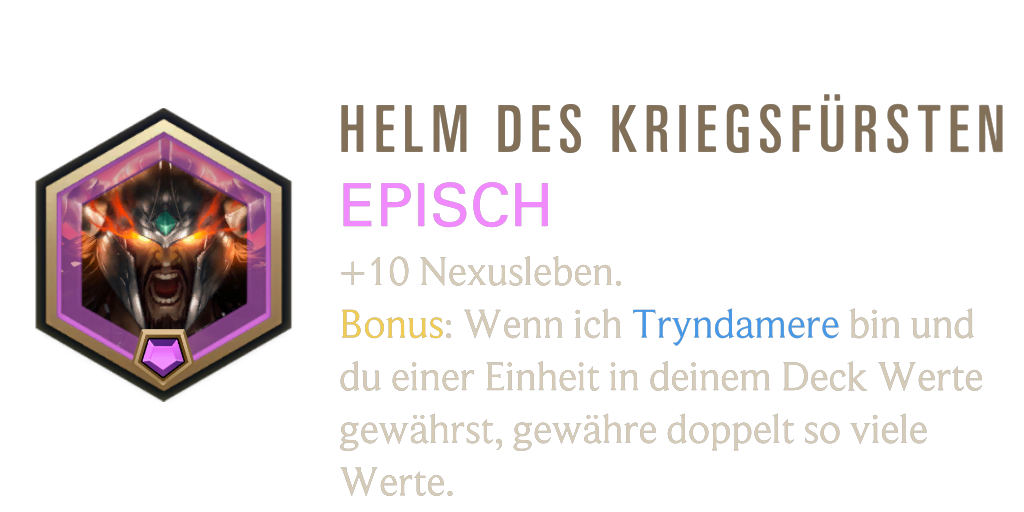 HELM DES KRIEGSFÜRSTEN
EPISCH
+10 Nexusleben.
Bonus: Wenn ich Tryndamere bin und
du einer Einheit in deinem Deck Werte
gewährst, gewähre doppelt so viele
Werte.